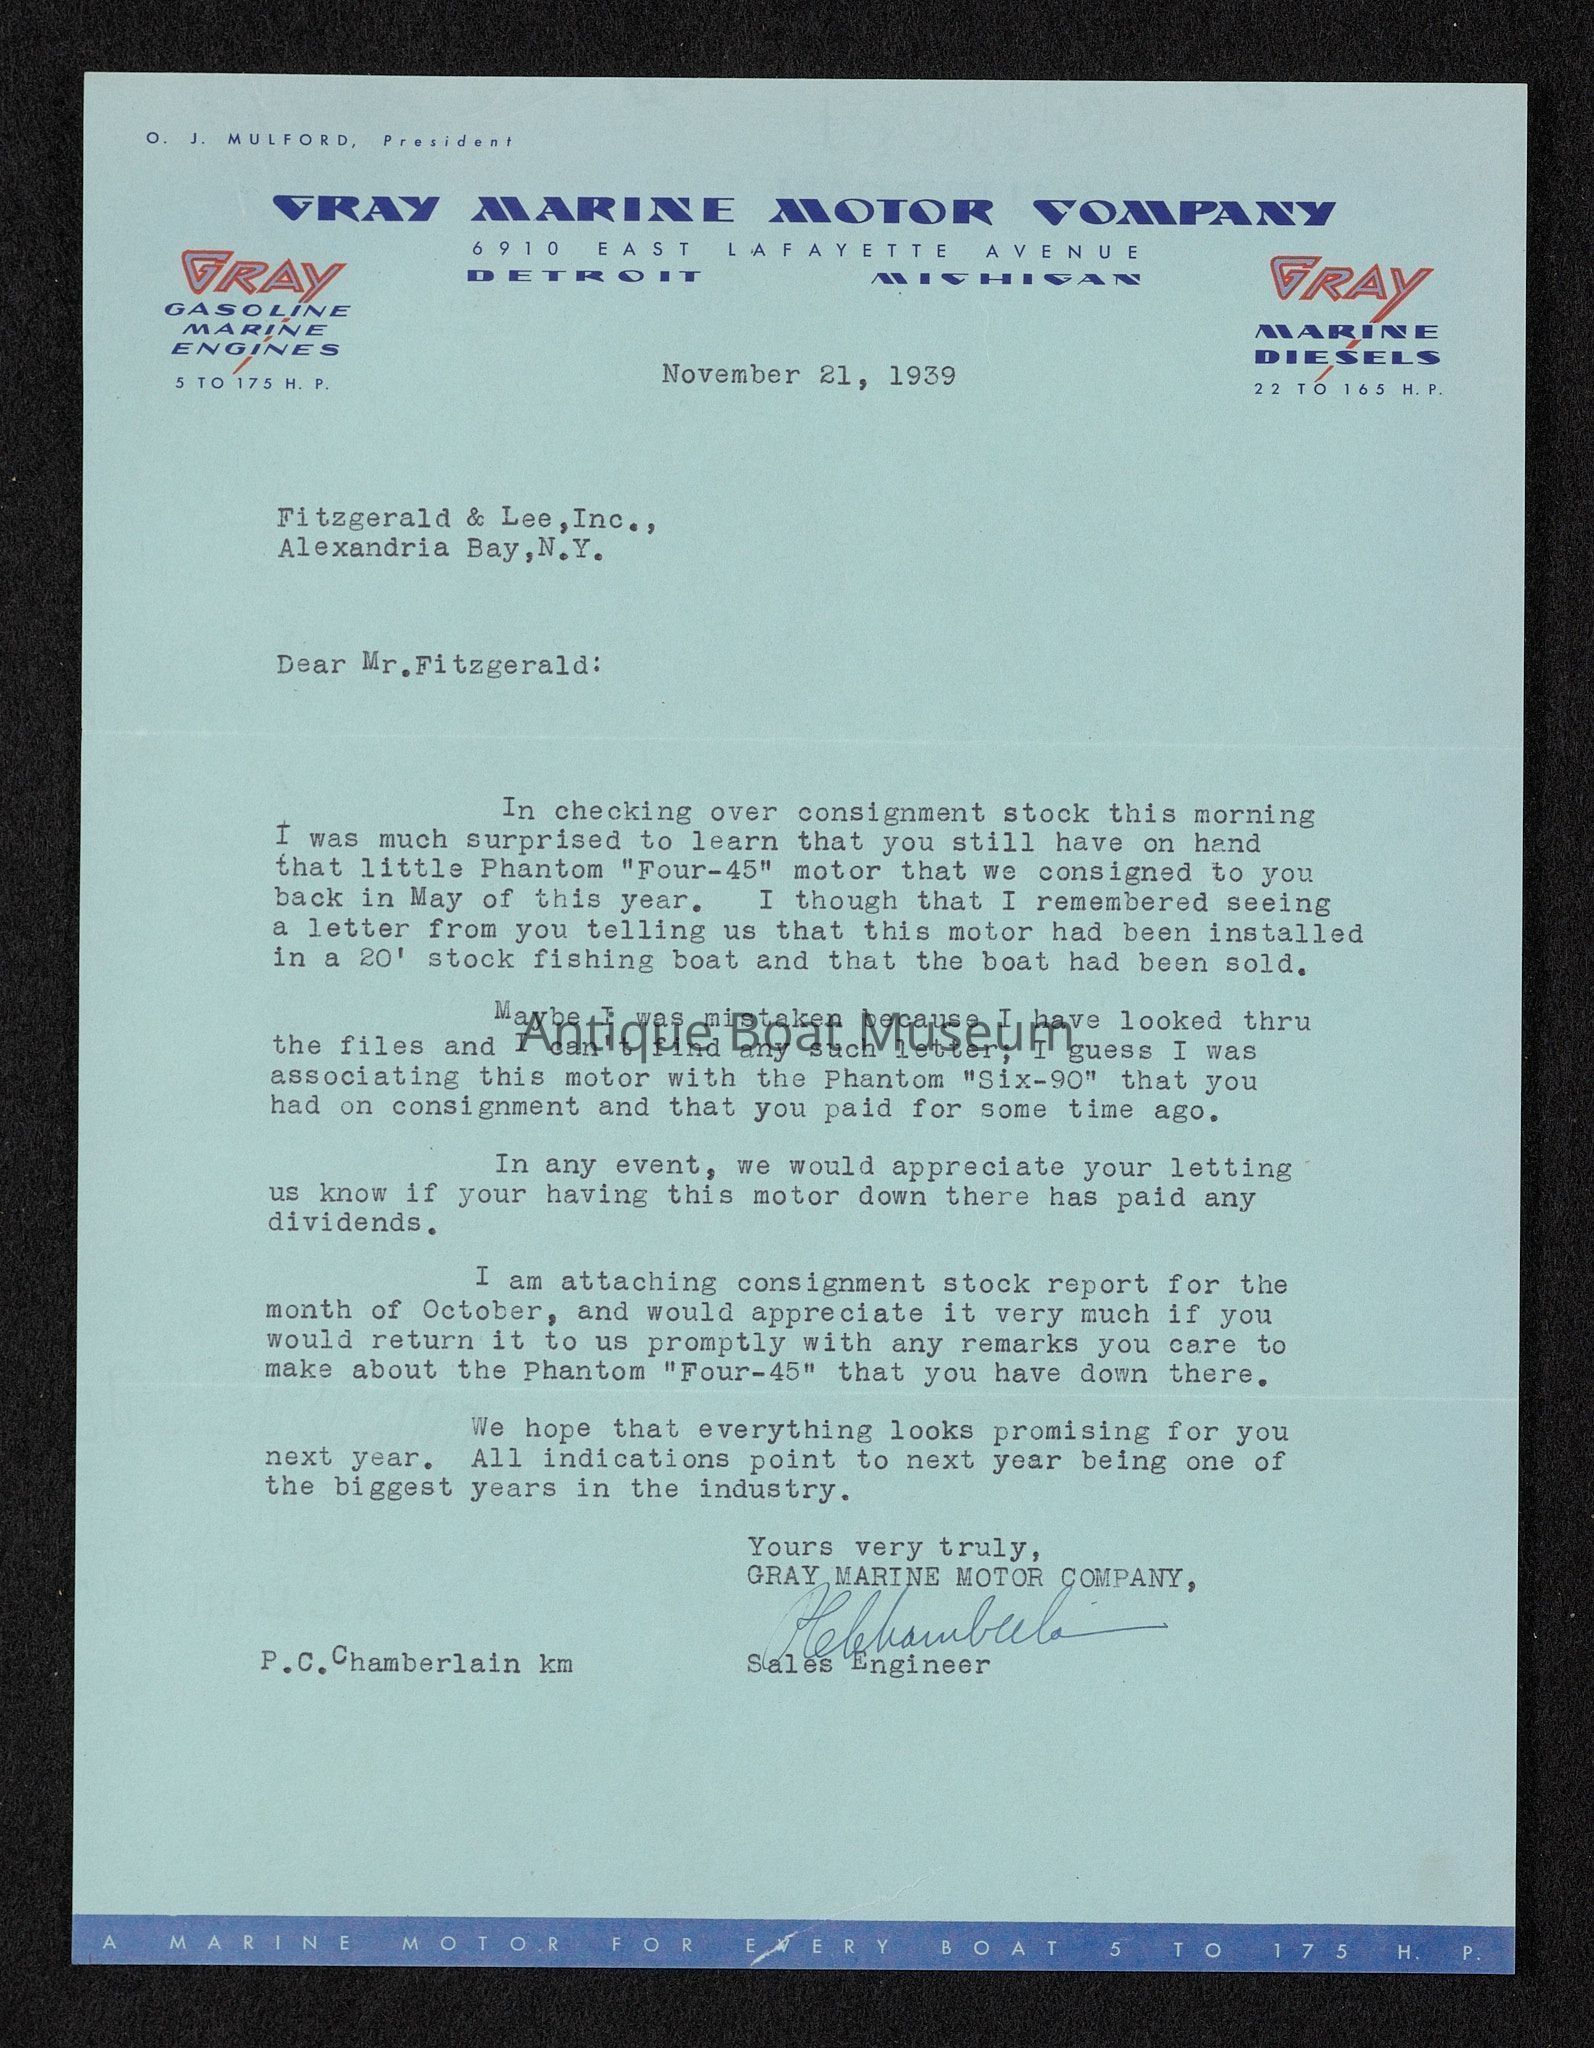 O. J. MULFORD, President
GRAY MARINE MOTOR COMPANY
6910 EAST LAFAYETTE AVENUE
DETROIT MICHIGAN
GRAY
GASOLINE
MARINE
ENGINES
5 TO 175 H. P.
GRAY
MARINE
DIESELS
22 TO 165 H. P.
November 21, 1939
Fitzgerald & Lee,Inc.,
Alexandria Bay,N.Y.
Dear Mr.Fitzgerald:
In checking over consignment stock this morning
I was much surprised to learn that you still have on hand
that little Phantom "Four-45" motor that we consigned to you
back in May of this year. I though that I remembered seeing
a letter from you telling us that this motor had been installed
in a 20' stock fishing boat and that the boat had been sold.
Maybe I was mistaken because I have looked thru
the files and I can't find any such letter; I guess I was
associating this motor with the Phantom "Six-90" that you
had on consignment and that you paid for some time ago.
Antique Boat Museum
In any event, we would appreciate your letting
us know if your having this motor down there has paid any
dividends.
I am attaching consignment stock report for the
month of October, and would appreciate it very much if you
would return it to us promptly with any remarks you care to
make about the Phantom "Four-45" that you have down there.
We hope that everything looks promising for you
next year. All indications point to next year being one of
the biggest years in the industry.
Yours very truly,
GRAY MARINE MOTOR COMPANY,
PCChamberlain
P.C.Chamberlain km
Sales Engineer
A MARINE MOTOR FOR EVERY BOAT 5 TO 175 H. P.